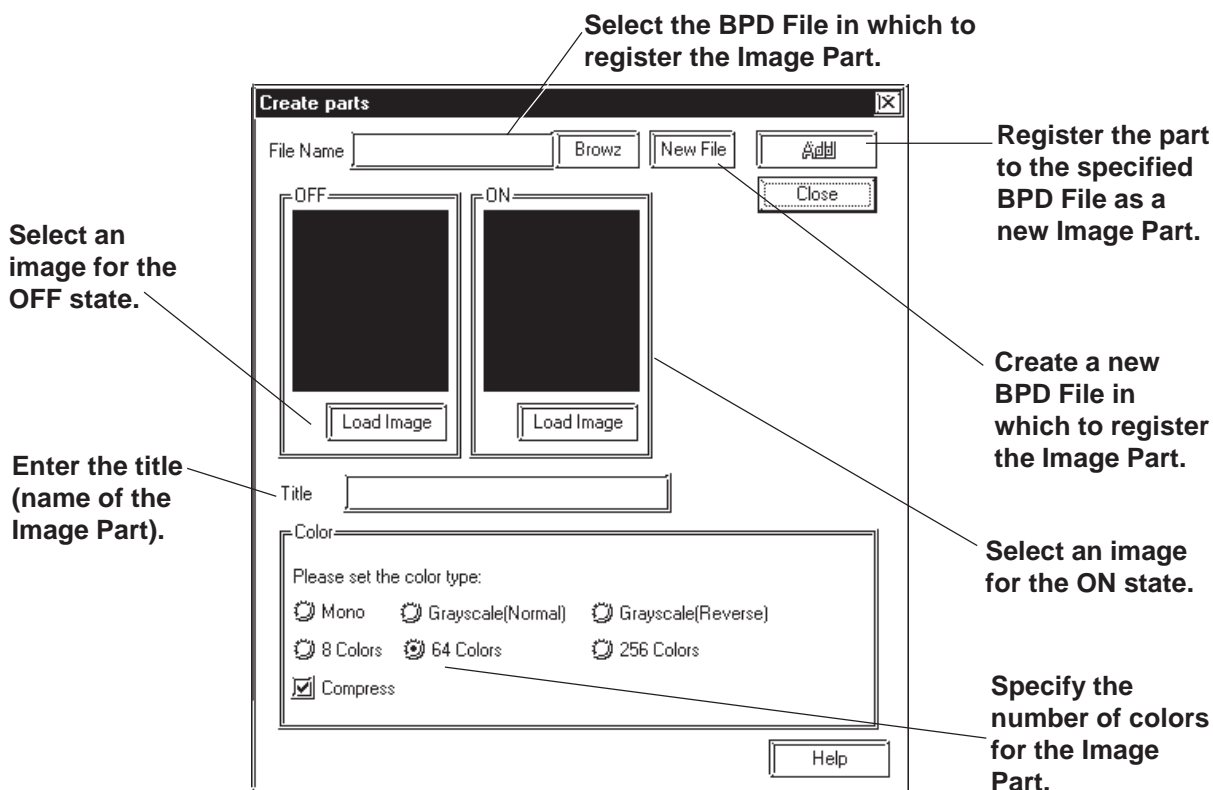 Select the BPD File in which to
register the Image Part.
Create parts
File Name
Browz
New File
Add
Close
Register the part
to the specified
BPD File as a
new Image Part.
OFF
ON
Select an
image for the
OFF state.
Load Image
Load Image
Create a new
BPD File in
which to register
the Image Part.
Enter the title
(name of the
Image Part).
Title
Select an image
for the ON state.
Color
Please set the color type:
Mono
Grayscale(Normal)
Grayscale(Reverse)
8 Colors
64 Colors
256 Colors
Compress
Specify the
number of colors
for the Image
Part.
Help